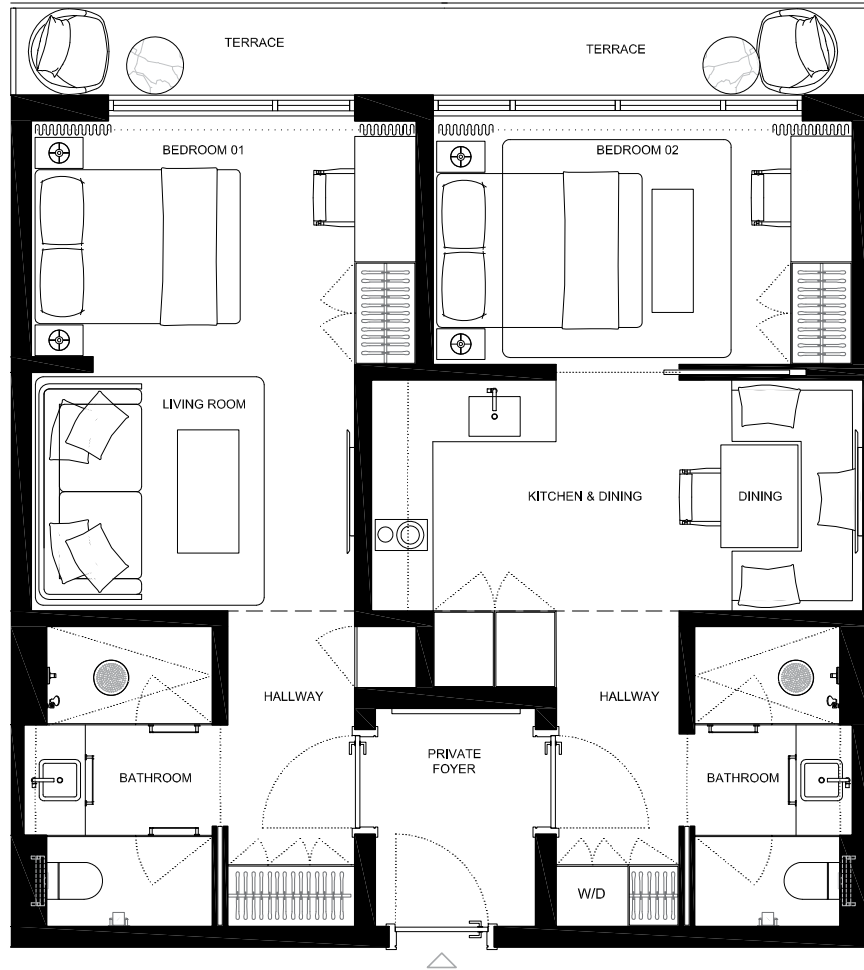 TERRACE
TERRACE
BEDROOM 01
BEDROOM 02
LIVING ROOM
KITCHEN & DINING
DINING
HALLWAY
HALLWAY
PRIVATE
FOYER
BATHROOM
BATHROOM
W/D